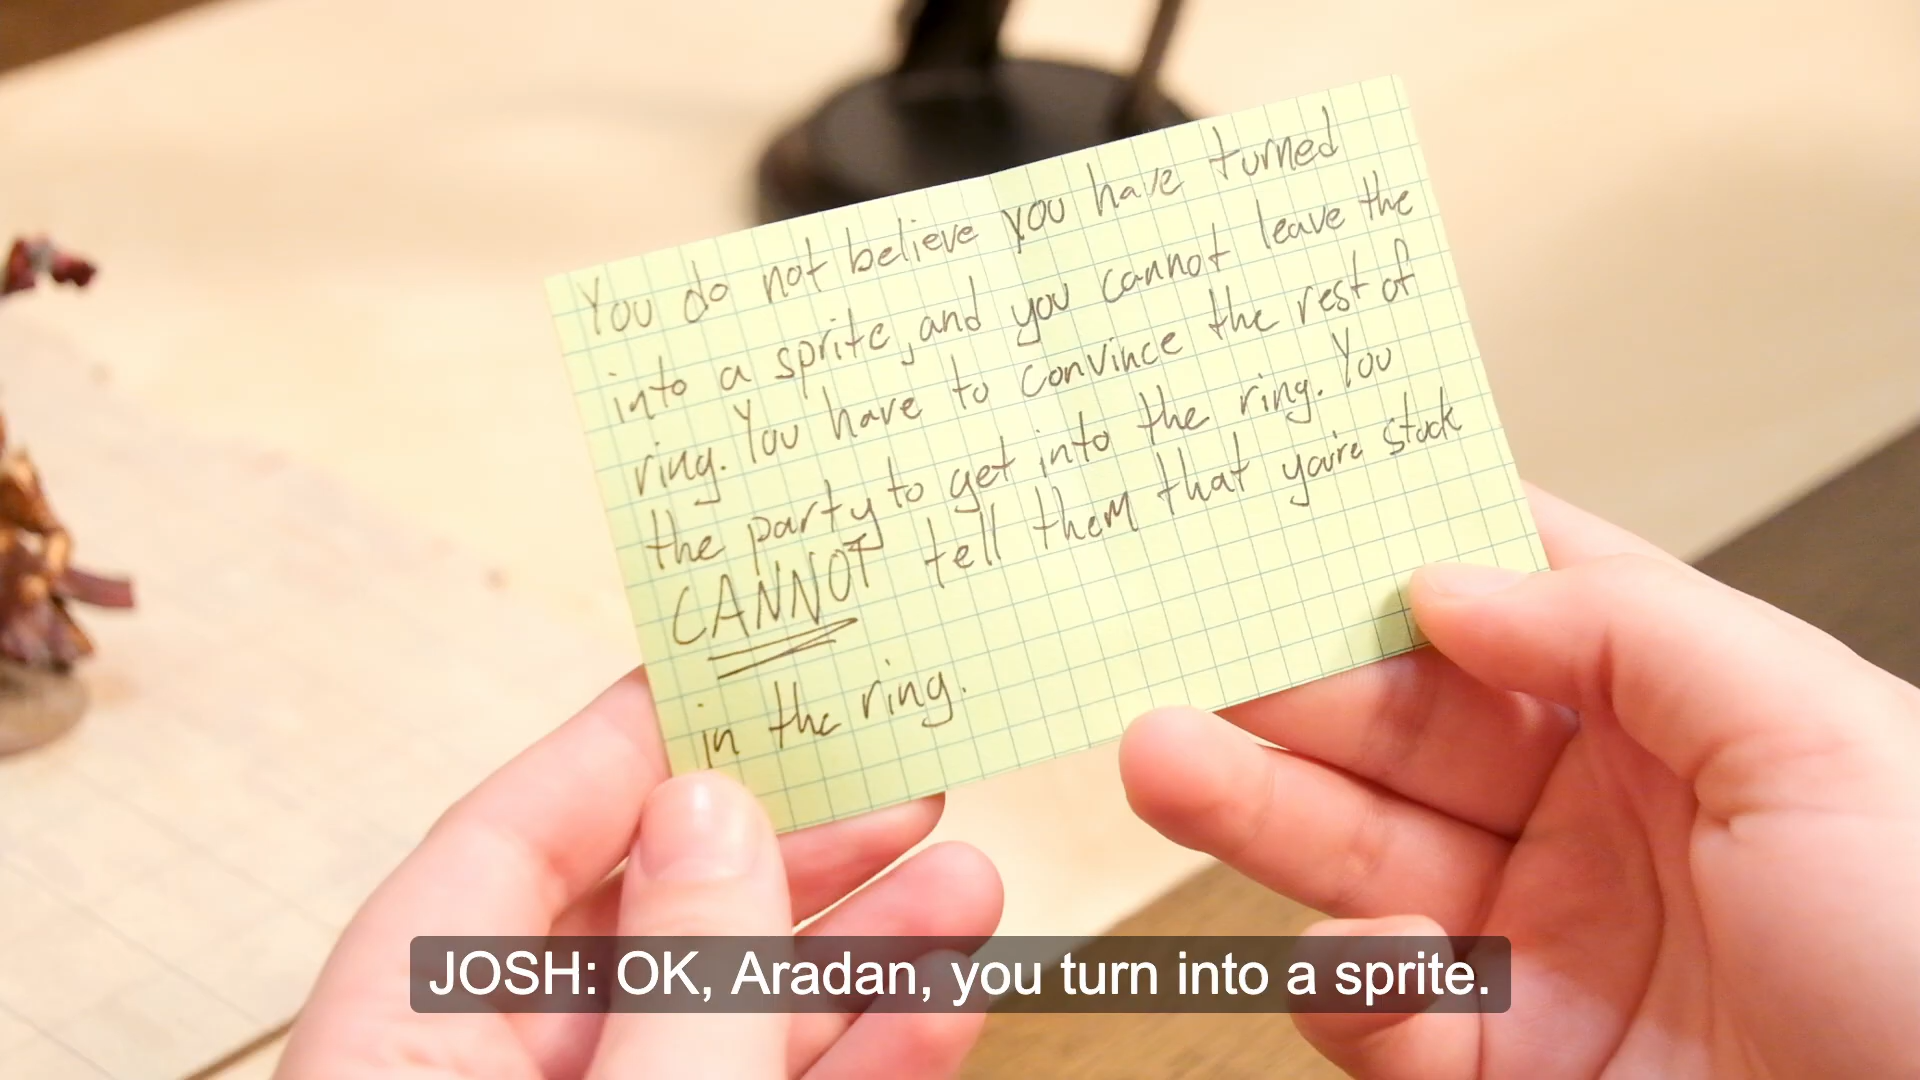 You do not believe you have turned
into a sprite, and you cannot leave the
ring. You have to convince the rest of
the party to get into the ring. You
CANNOT tell them that you're stuck
in the ring.
JOSH: OK, Aradan, you turn into a sprite.